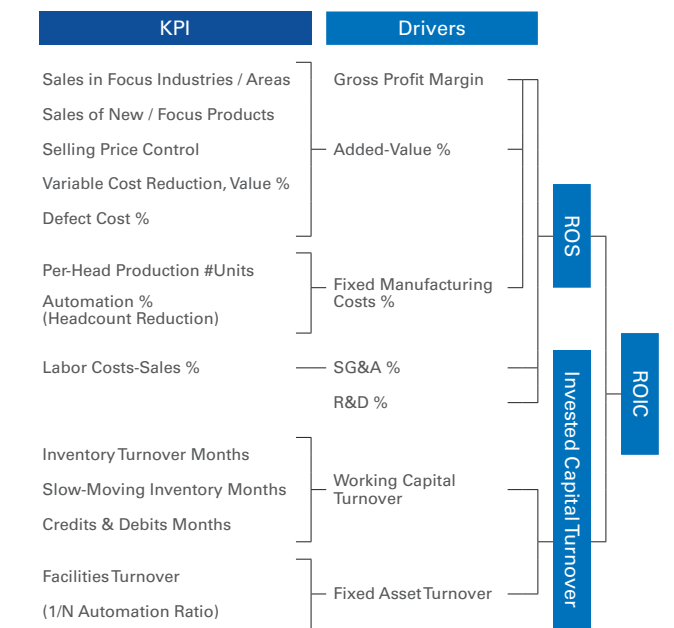 KPI
Drivers
Sales in Focus Industries / Areas
Gross Profit Margin
Sales of New / Focus Products
Selling Price Control
Added-Value %
Variable Cost Reduction, Value %
Defect Cost %
ROS
Per-Head Production #Units
Automation %
(Headcount Reduction)
Fixed Manufacturing
Costs %
Labor Costs-Sales %
SG&A %
R&D %
ROIC
Invested Capital Turnover
Inventory Turnover Months
Slow-Moving Inventory Months
Credits & Debits Months
Working Capital
Turnover
Facilities Turnover
(1/N Automation Ratio)
Fixed Asset Turnover